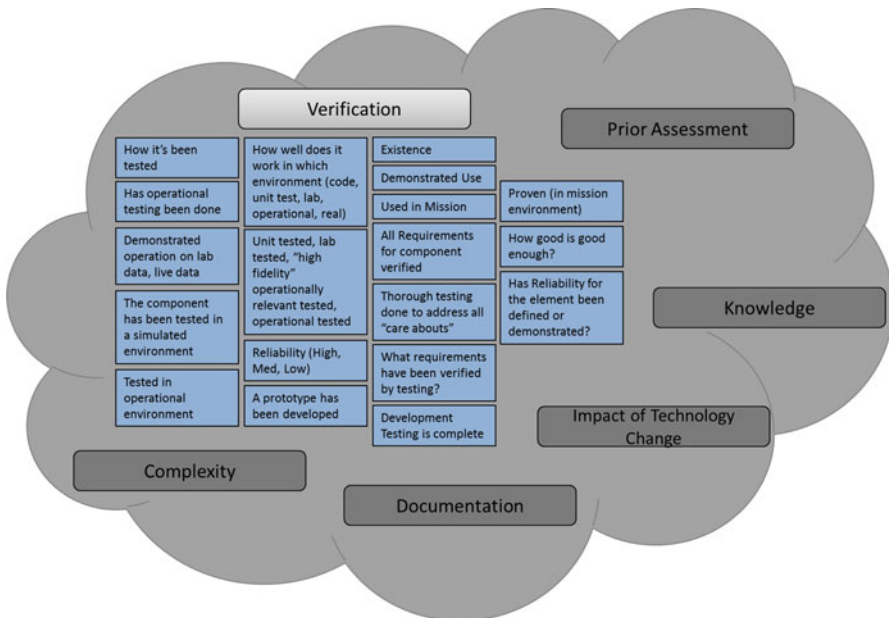 Verification
Prior Assessment
How it's been
tested
Has operational
testing been done
Demonstrated
operation on lab
data, live data
The component
has been tested in
a simulated
environment
Tested in
operational
environment
How well does it
work in which
environment (code,
unit test, lab,
operational, real)
Unit tested, lab
tested, "high
fidelity"
operationally
relevant tested,
operational tested
Reliability (High,
Med, Low)
A prototype has
been developed
Existence
Demonstrated Use
Used in Mission
All Requirements
for component
verified
Thorough testing
done to address all
"care abouts"
What requirements
have been verified
by testing?
Development
Testing is complete
Proven (in mission
environment)
How good is good
enough?
Has Reliability for
the element been
defined or
demonstrated?
Knowledge
Impact of Technology
Change
Complexity
Documentation